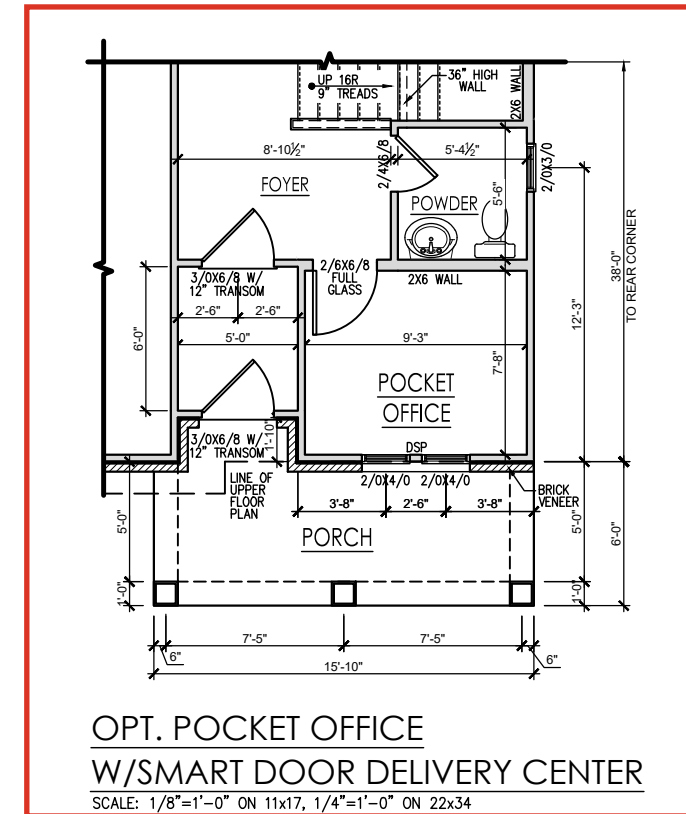 UP 16R
9" TREADS
36" HIGH
WALL
2X6 WALL
8'-10½"
5'-4½"
2/4X6/8
2/0X3/0
FOYER
POWDER
5'-6"
38'-0"
TO REAR CORNER
12'-3"
3/0X6/8 W/
12" TRANSOM
2/6X6/8
FULL
GLASS
2X6 WALL
2'-6"
2'-6"
5'-0"
6'-0"
9'-3"
7'-8"
POCKET
OFFICE
3/0X6/8 W/
12" TRANSOM
1'-10"
DSP
2/0X4/0
2/0X4/0
LINE OF
UPPER
FLOOR
PLAN
BRICK
VENEER
3'-8"
2'-6"
3'-8"
PORCH
5'-0"
1'-0"
5'-0"
1'-0"
6'-0"
7'-5"
7'-5"
6"
6"
15'-10"
OPT. POCKET OFFICE
W/SMART DOOR DELIVERY CENTER
SCALE: 1/8"=1'-0" ON 11x17, 1/4"=1'-0" ON 22x34